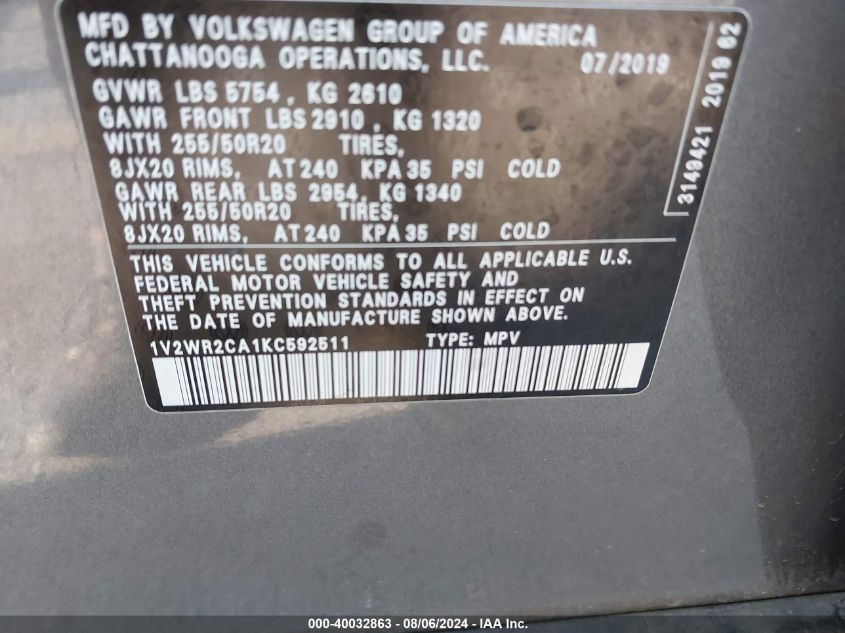 MFD BY VOLKSWAGEN GROUP OF AMERICA
CHATTANOOGA OPERATIONS, LLC. 07/2019
GVWR LBS 5754, KG 2610
GAWR FRONT LBS 2910, KG 1320
WITH 255/50R20 TIRES,
8JX20 RIMS, AT 240 KPA 35 PSI COLD
GAWR REAR LBS 2954, KG 1340
WITH 255/50R20 TIRES,
8JX20 RIMS, AT 240 KPA 35 PSI COLD
THIS VEHICLE CONFORMS TO ALL APPLICABLE U.S.
FEDERAL MOTOR VEHICLE SAFETY AND
THEFT PREVENTION STANDARDS IN EFFECT ON
THE DATE OF MANUFACTURE SHOWN ABOVE.
1V2WR2CA1KC592511 TYPE: MPV
3149421 2019 62
000-40032863 - 08/06/2024 - IAA Inc.